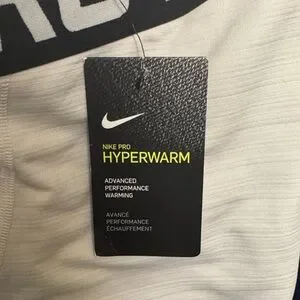 NIKE PRO
HYPERWARM
ADVANCED
PERFORMANCE
WARMING
AVANCÉ
PERFORMANCE
ÉCHAUFFEMENT